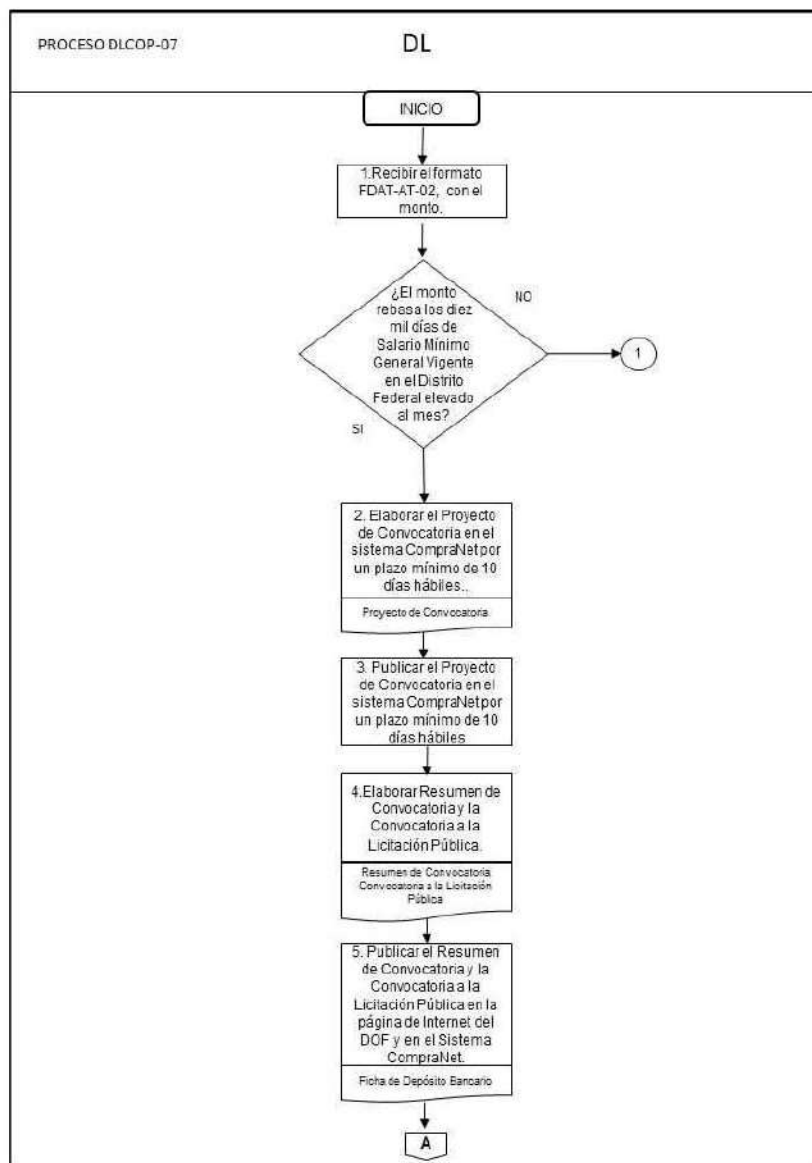 PROCESO DLCOP-07
DL
INICIO
1.Recibir el formato
FDAT-AT-02, con el
monto.
¿El monto
rebasa los diez
mil días de
Salario Mínimo
General Vigente
en el Distrito
Federal elevado
al mes?
NO
1
SI
2. Elaborar el Proyecto
de Convocatoria en el
sistema CompraNet por
un plazo mínimo de 10
días hábiles..
Proyecto de Convocatoria
3. Publicar el Proyecto
de Convocatoria en el
sistema CompraNet por
un plazo mínimo de 10
días hábiles
4.Elaborar Resumen de
Convocatoria y la
Convocatoria a la
Licitación Pública.
Resumen de Convocatoria
Convocatoria a la Licitación
Pública
5. Publicar el Resumen
de Convocatoria y la
Convocatoria a la
Licitación Pública en la
página de Internet del
DOF y en el Sistema
CompraNet.
Ficha de Depósito Bancario
A